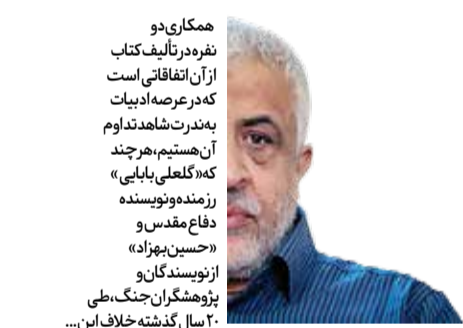 همکاری دو
نفره در تألیف کتاب
از آن اتفاقاتی است
که در عرصه ادبیات
به‌ندرت شاهد تداوم
آن هستیم، هرچند
که «گلعلی بابایی»
رزمنده و نویسنده
دفاع مقدس و
«حسین بهزاد»
از نویسندگان و
پژوهشگران جنگ، طی
۲۰ سال گذشته خلاف این...